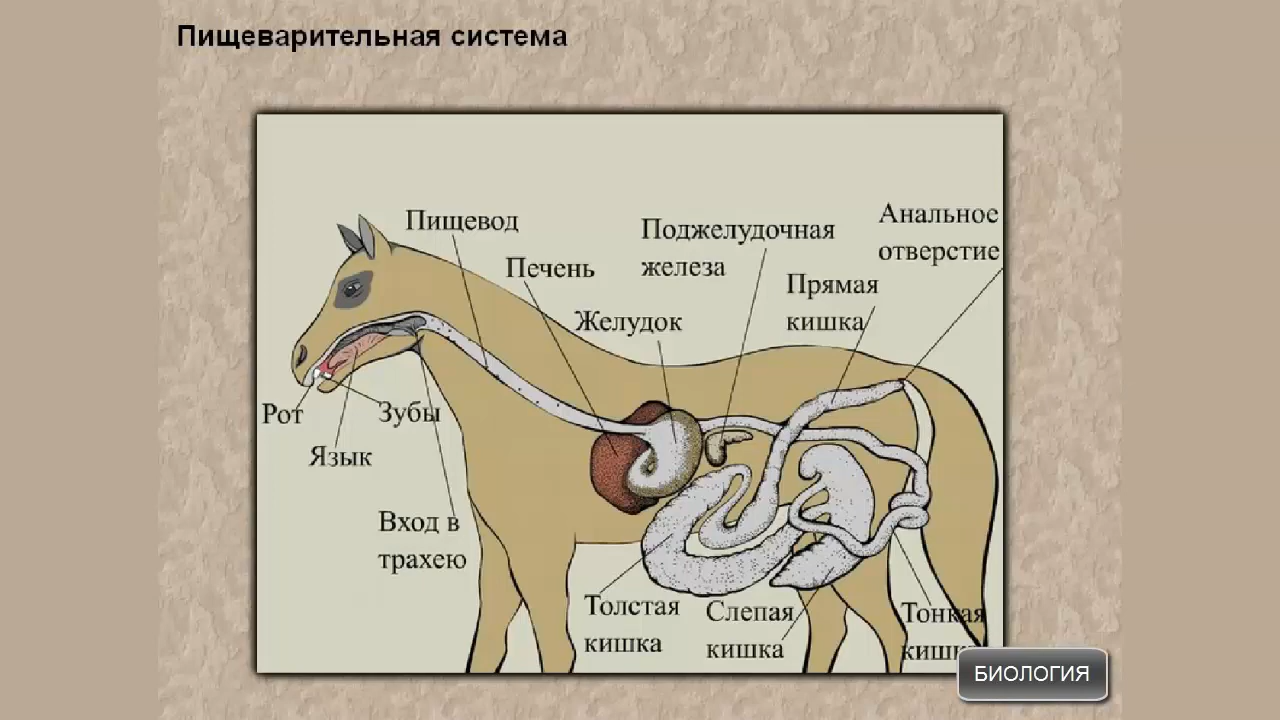 Пищеварительная система
Пищевод
Печень
Желудок
Поджелудочная
железа
Прямая
кишка
Анальное
отверстие
Рот
Зубы
Язык
Вход в
трахею
Толстая
кишка
Слепая
кишка
Тонкая
кишк
БИОЛОГИЯ